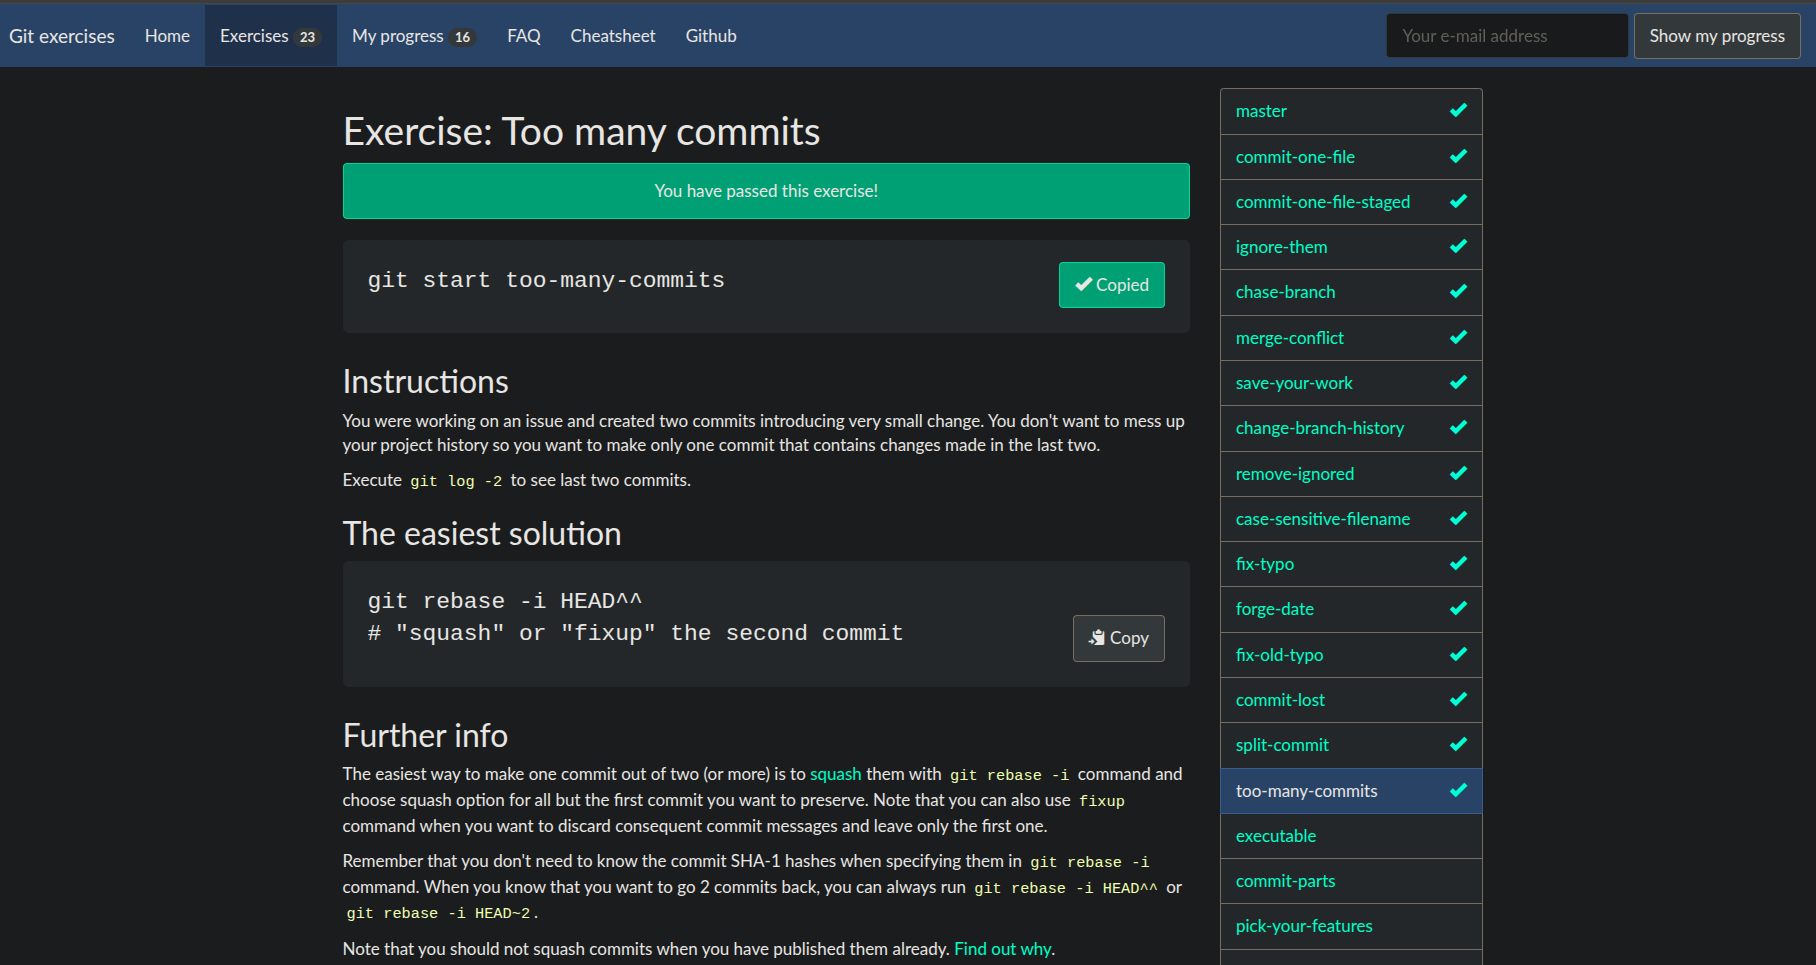 Git exercises Home Exercises 23 My progress 16 FAQ Cheatsheet Github Your e-mail address Show my progress
Exercise: Too many commits
You have passed this exercise!
git start too-many-commits
Copied
Instructions
You were working on an issue and created two commits introducing very small change. You don't want to mess up
your project history so you want to make only one commit that contains changes made in the last two.
Execute git log -2 to see last two commits.
The easiest solution
git rebase -i HEAD^^
# "squash" or "fixup" the second commit
Copy
Further info
The easiest way to make one commit out of two (or more) is to squash them with git rebase -i command and
choose squash option for all but the first commit you want to preserve. Note that you can also use fixup
command when you want to discard consequent commit messages and leave only the first one.
Remember that you don't need to know the commit SHA-1 hashes when specifying them in git rebase -i
command. When you know that you want to go 2 commits back, you can always run git rebase -i HEAD^^ or
git rebase -i HEAD~2.
Note that you should not squash commits when you have published them already. Find out why.
master
commit-one-file
commit-one-file-staged
ignore-them
chase-branch
merge-conflict
save-your-work
change-branch-history
remove-ignored
case-sensitive-filename
fix-typo
forge-date
fix-old-typo
commit-lost
split-commit
too-many-commits
executable
commit-parts
pick-your-features